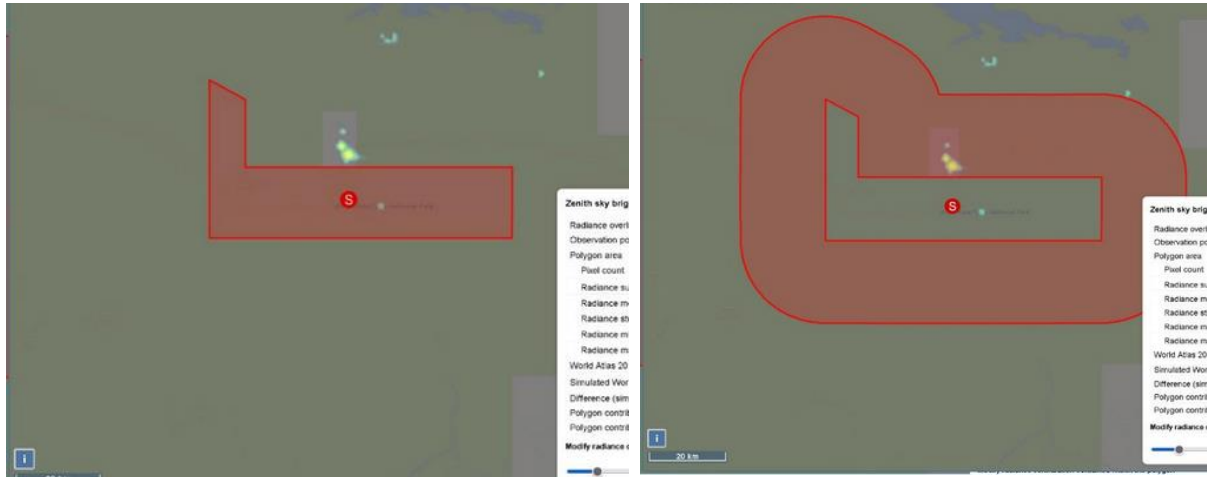 S
Zenith sky brig
Radiance overl
Observation po
Polygon area
Pixel count
Radiance su
Radiance me
Radiance st
Radiance m
Radiance m
World Atlas 20
Simulated Wor
Difference (sim
Polygon contri
Polygon contri
Modify radiance
i
S
Zenith sky brig
Radiance overl
Observation po
Polygon area
Pixel count
Radiance su
Radiance m
Radiance st
Radiance m
Radiance m
World Atlas 20
Simulated Wor
Difference (sim
Polygon contri
Polygon contri
Modify radiance
i
20 km